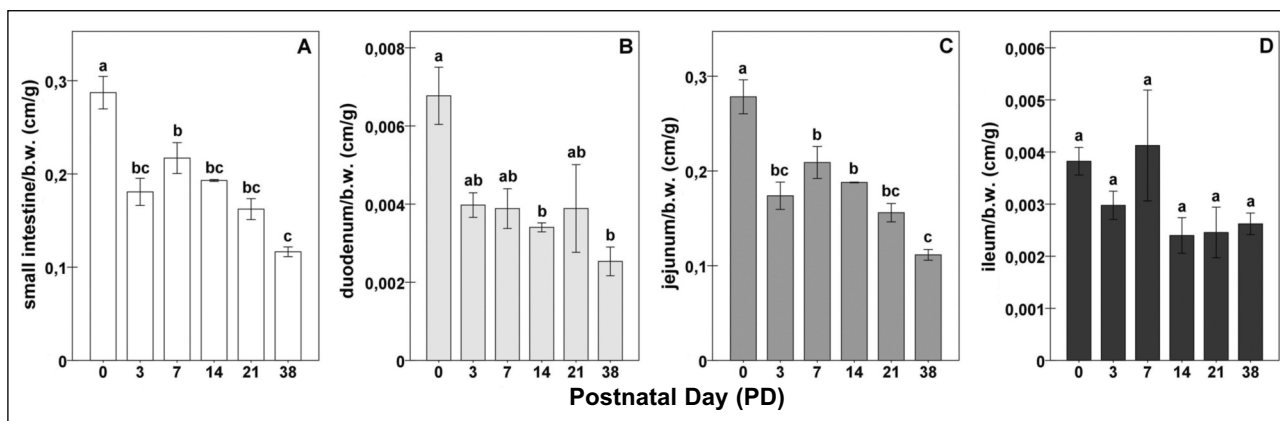 A
small intestine/b.w. (cm/g)
0,3
0,2
0,1
0
a
bc
b
bc
bc
c
0 3 7 14 21 38
B
duodenum/b.w. (cm/g)
0,008
0,006
0,004
0,002
0
a
ab
ab
b
ab
b
0 3 7 14 21 38
C
jejunum/b.w. (cm/g)
0,3
0,2
0,1
0
a
bc
b
b
bc
c
0 3 7 14 21 38
D
ileum/b.w. (cm/g)
0,006
0,005
0,004
0,003
0,002
0,001
0
a
a
a
a
a
a
0 3 7 14 21 38
Postnatal Day (PD)